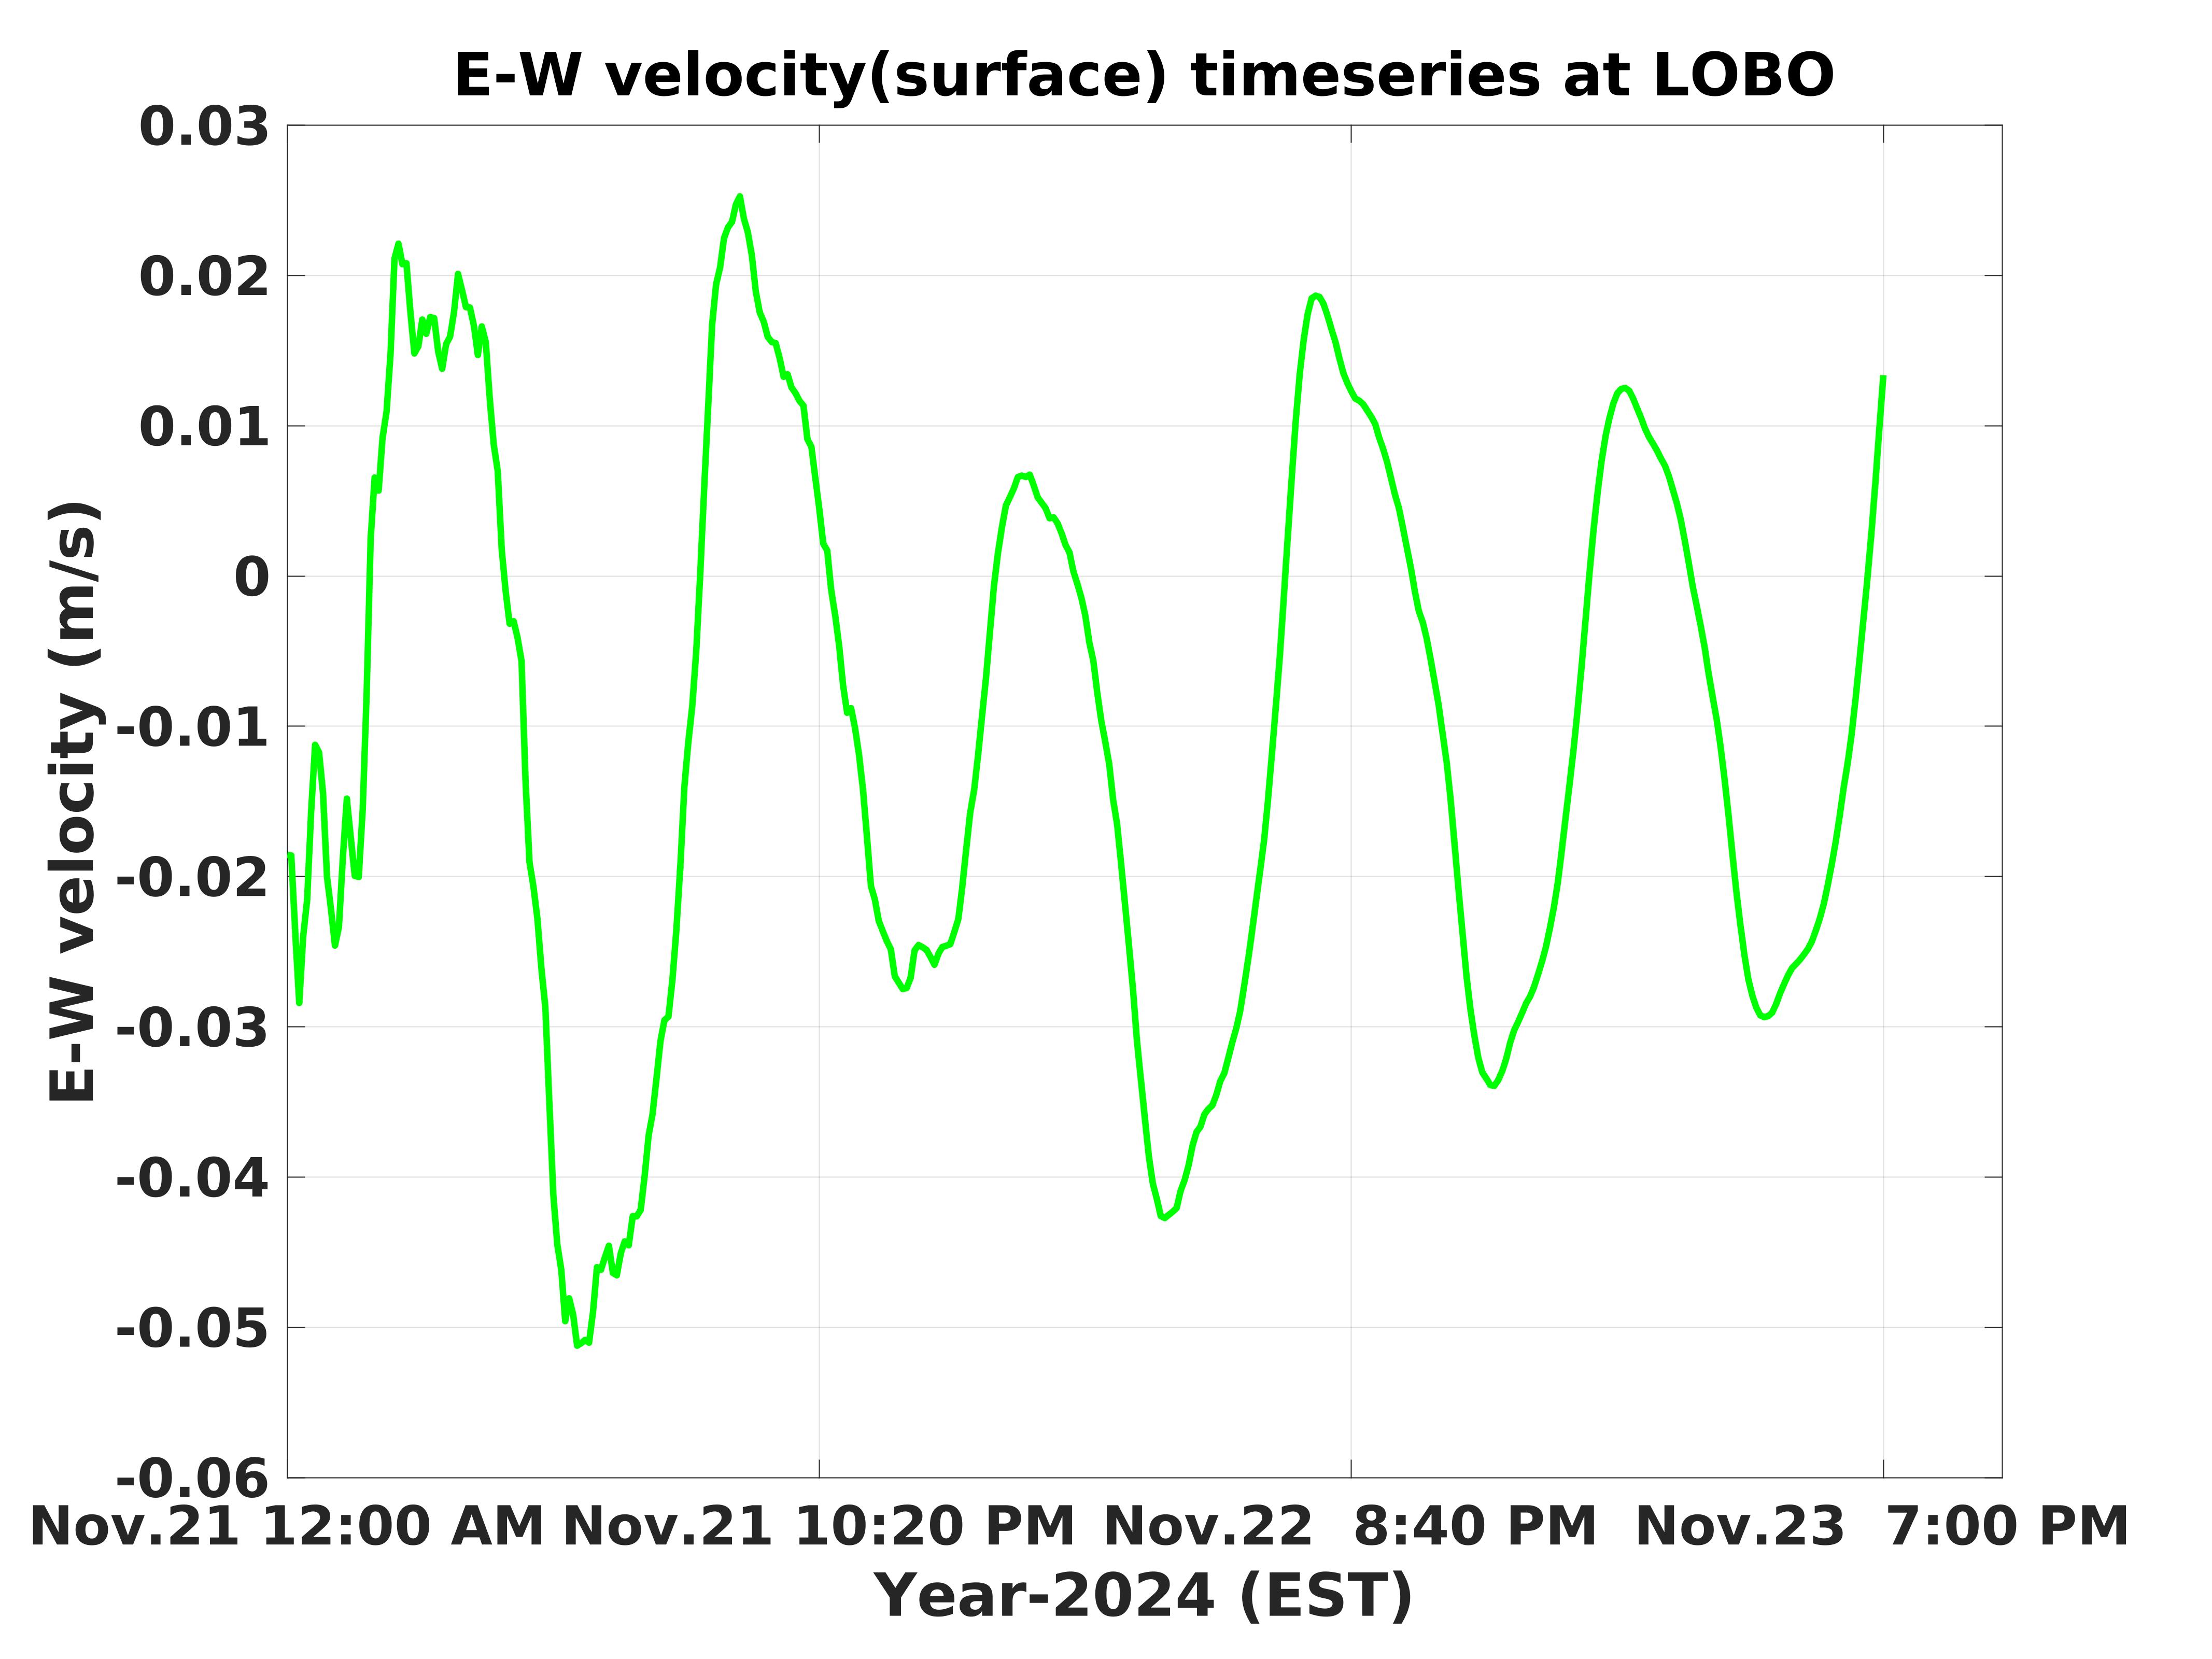 E-W velocity(surface) timeseries at LOBO
0.03
0.02
0.01
0
-0.01
-0.02
-0.03
-0.04
-0.05
-0.06
E-W velocity (m/s)
Nov.21 12:00 AM Nov.21 10:20 PM Nov.22 8:40 PM Nov.23 7:00 PM
Year-2024 (EST)